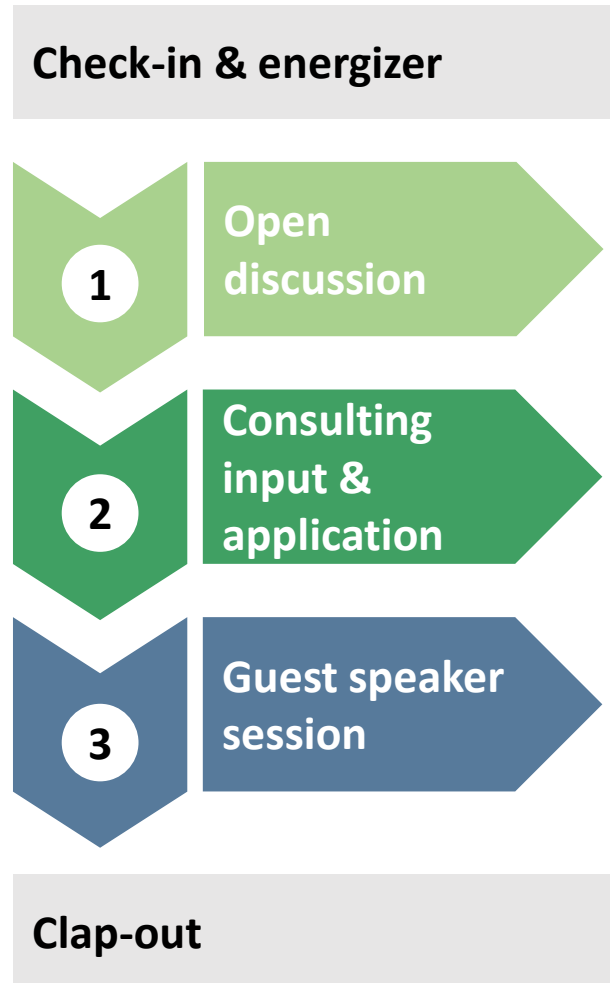 Check-in & energizer
1
Open
discussion
2
Consulting
input &
application
3
Guest speaker
session
Clap-out